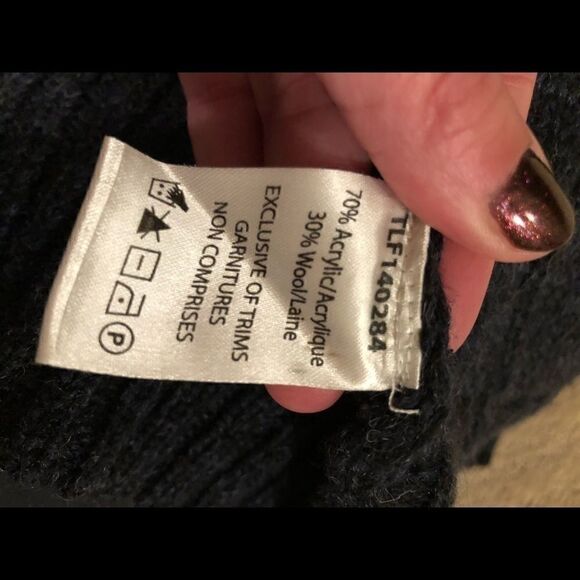 TLF140284
70% Acrylic/Acrylique
30% Wool/Laine
EXCLUSIVE OF TRIMS
GARNITURES
NON COMPRISES
P